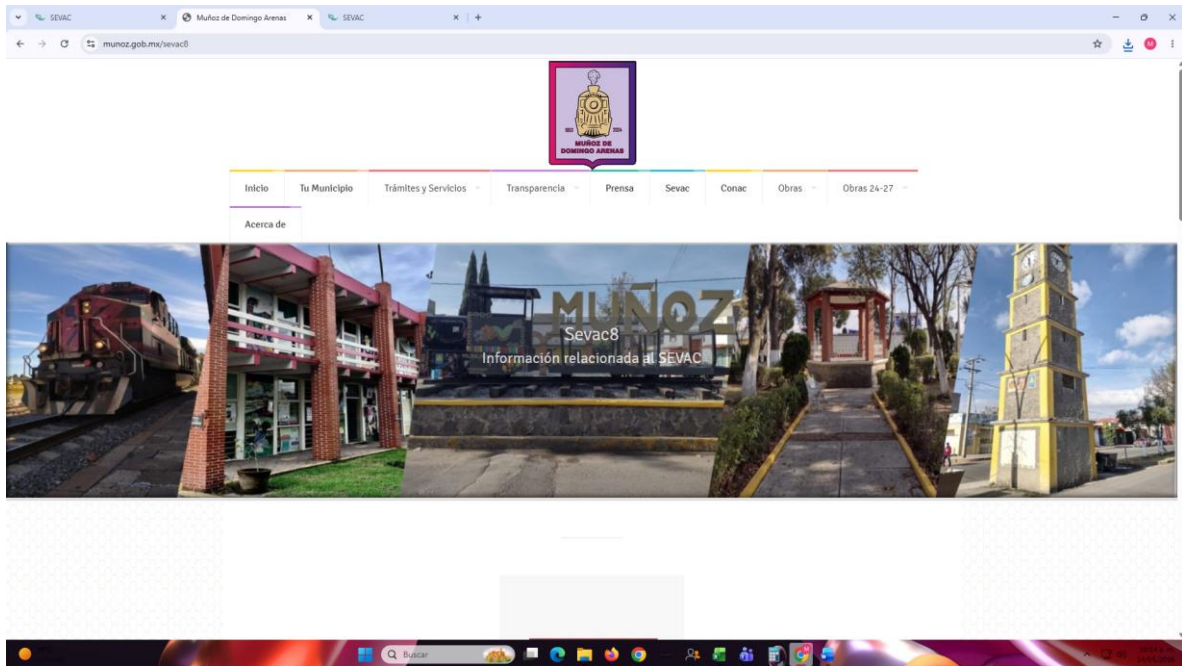 SEVAC
Muñoz de Domingo Arenas
SEVAC
munoz.gob.mx/sevac8
M
MUÑOZ DE
DOMINGO ARENAS
Inicio
Tu Municipio
Trámites y Servicios
Transparencia
Prensa
Sevac
Conac
Obras
Obras 24-27
Acerca de
MUÑOZ
Sevac8
Información relacionada al SEVAC
Buscar